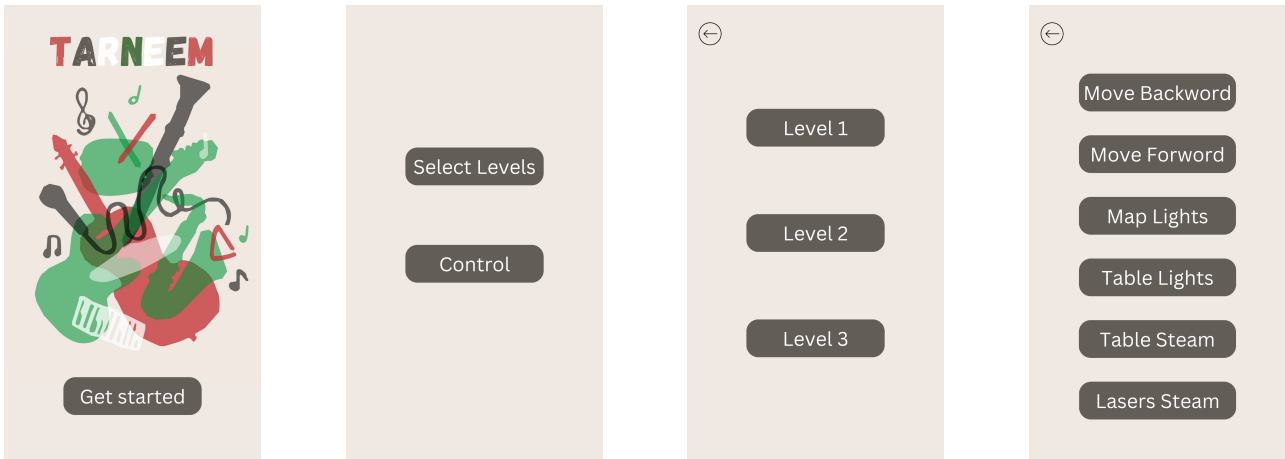 TARNEEM
Get started
Select Levels
Control
Level 1
Level 2
Level 3
Move Backword
Move Forword
Map Lights
Table Lights
Table Steam
Lasers Steam